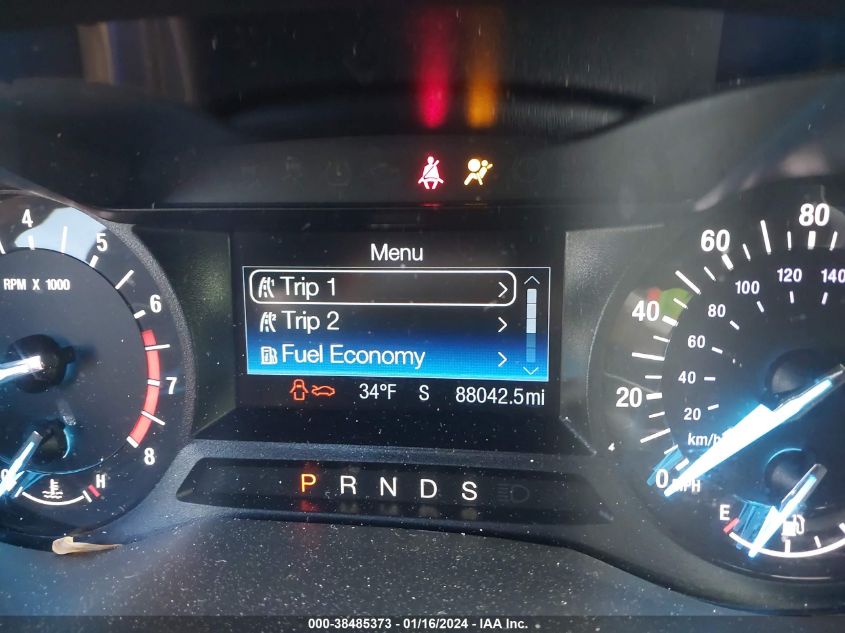 4
5
6
7
8
RPM X 1000
H
Menu
Trip 1
Trip 2
Fuel Economy
34°F S 88042.5mi
P R N D S
80
60
40
20
0
140
120
100
80
40
20
km/h
MPH
E
000-38485373 - 01/16/2024 - IAA Inc.